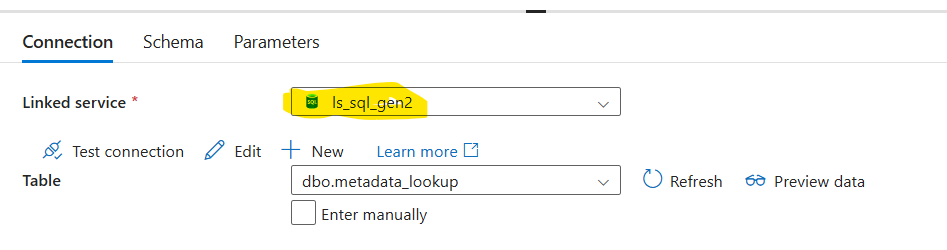 Connection Schema Parameters
Linked service * SQL ls_sql_gen2
Test connection Edit New Learn more
Table dbo.metadata_lookup Refresh Preview data
Enter manually